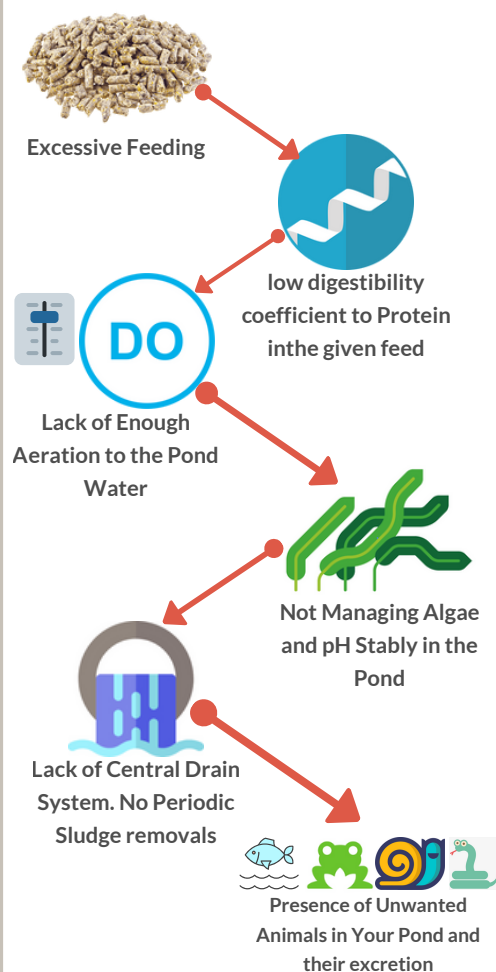 Excessive Feeding
low digestibility
coefficient to Protein
inthe given feed
DO
Lack of Enough
Aeration to the Pond
Water
Not Managing Algae
and pH Stably in the
Pond
Lack of Central Drain
System. No Periodic
Sludge removals
Presence of Unwanted
Animals in Your Pond and
their excretion